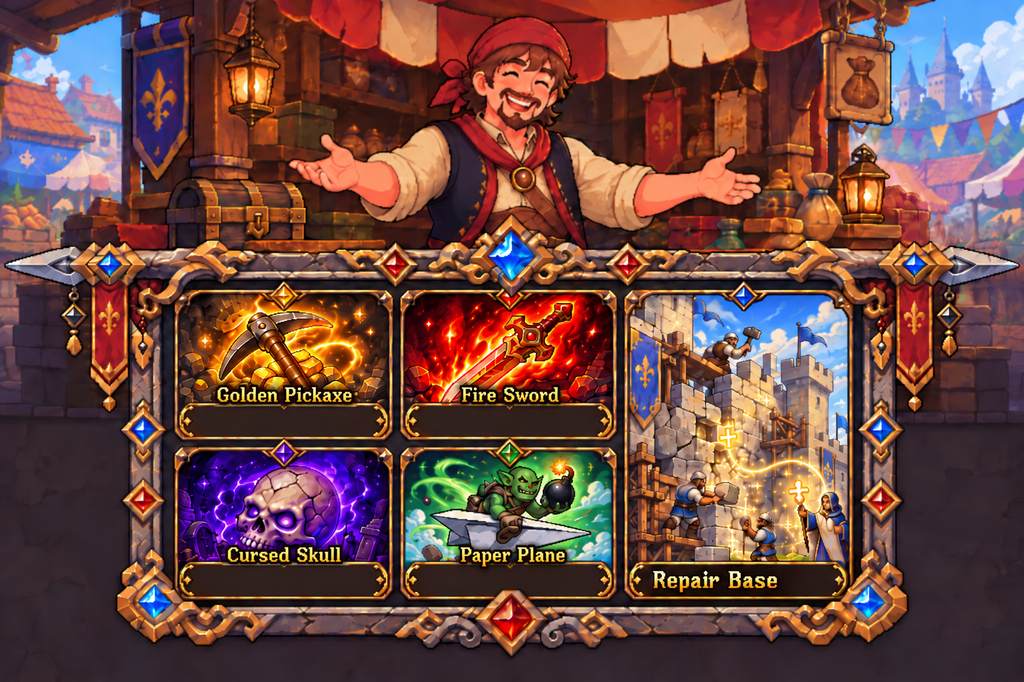 Golden Pickaxe
Fire Sword
Cursed Skull
Paper Plane
Repair Base